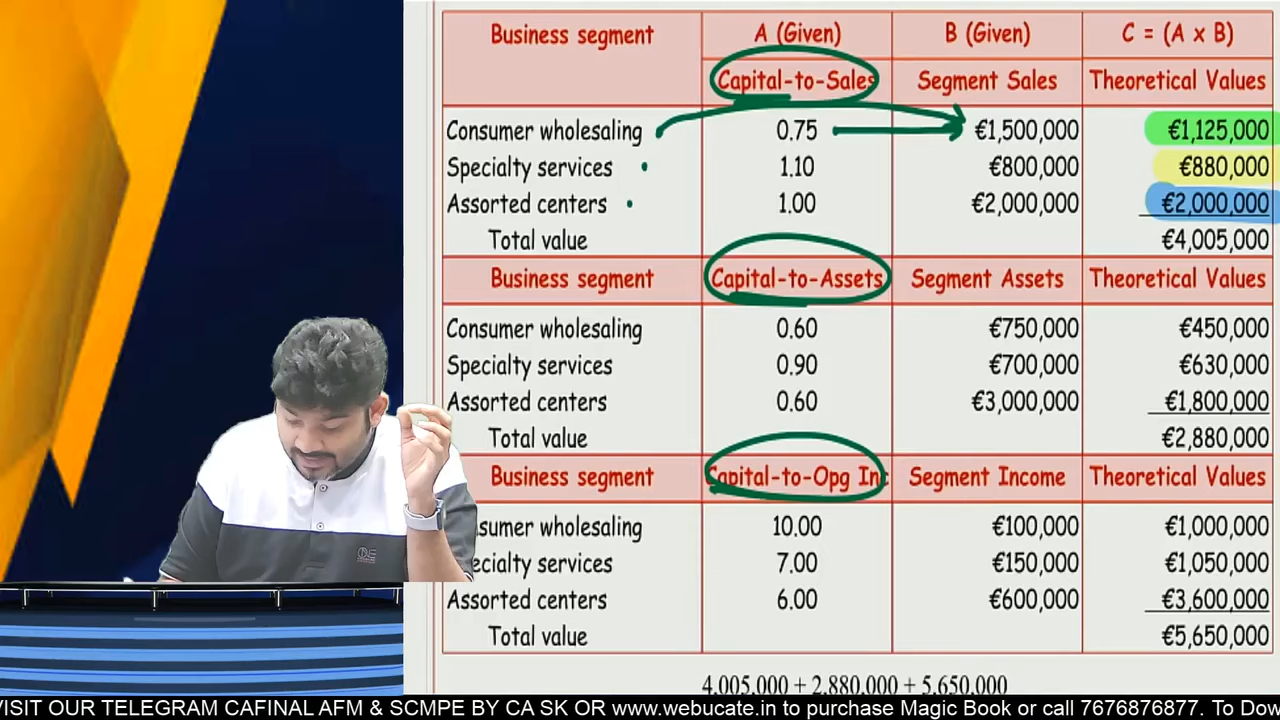 Business segment A (Given) B (Given) C = (A x B)
Capital-to-Sales Segment Sales Theoretical Values
Consumer wholesaling 0.75 €1,500,000 €1,125,000
Specialty services 1.10 €800,000 €880,000
Assorted centers 1.00 €2,000,000 €2,000,000
Total value €4,005,000
Business segment Capital-to-Assets Segment Assets Theoretical Values
Consumer wholesaling 0.60 €750,000 €450,000
Specialty services 0.90 €700,000 €630,000
Assorted centers 0.60 €3,000,000 €1,800,000
Total value €2,880,000
Business segment Capital-to-Opg Inc Segment Income Theoretical Values
nsumer wholesaling 10.00 €100,000 €1,000,000
ecialty services 7.00 €150,000 €1,050,000
Assorted centers 6.00 €600,000 €3,600,000
Total value €5,650,000
4,005,000 + 2,880,000 + 5,650,000
VISIT OUR TELEGRAM CAFINAL AFM & SCMPE BY CA SK OR www.webucate.in to purchase Magic Book or call 7676876877. To Dow